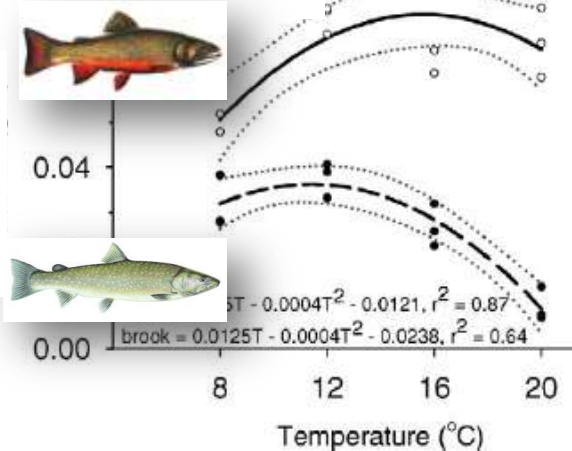 0.04
5T - 0.0004T² - 0.0121, r² = 0.87
brook = 0.0125T - 0.0004T² - 0.0238, r² = 0.64
0.00
8 12 16 20
Temperature (°C)